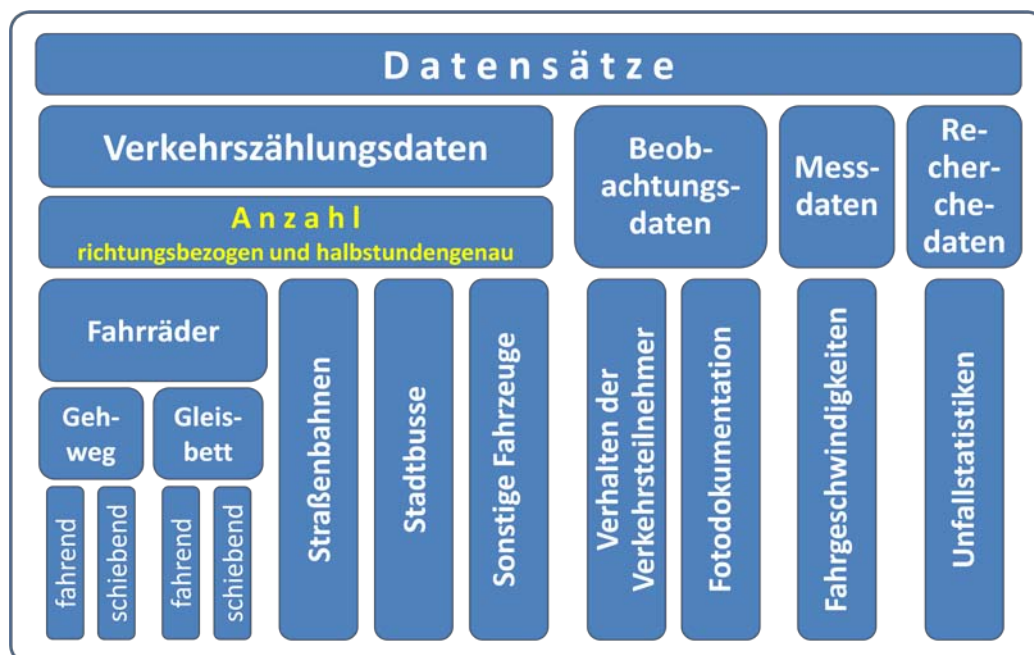 Datensätze
Verkehrszählungsdaten
Anzahl
richtungsbezogen und halbstundengenau
Beob-
achtungs-
daten
Mess-
daten
Re-
cher-
che-
daten
Fahrräder
Geh-
weg
Gleis-
bett
fahrend
schiebend
fahrend
schiebend
Straßenbahnen
Stadtbusse
Sonstige Fahrzeuge
Verhalten der
Verkehrsteilnehmer
Fotodokumentation
Fahrgeschwindigkeiten
Unfallstatistiken